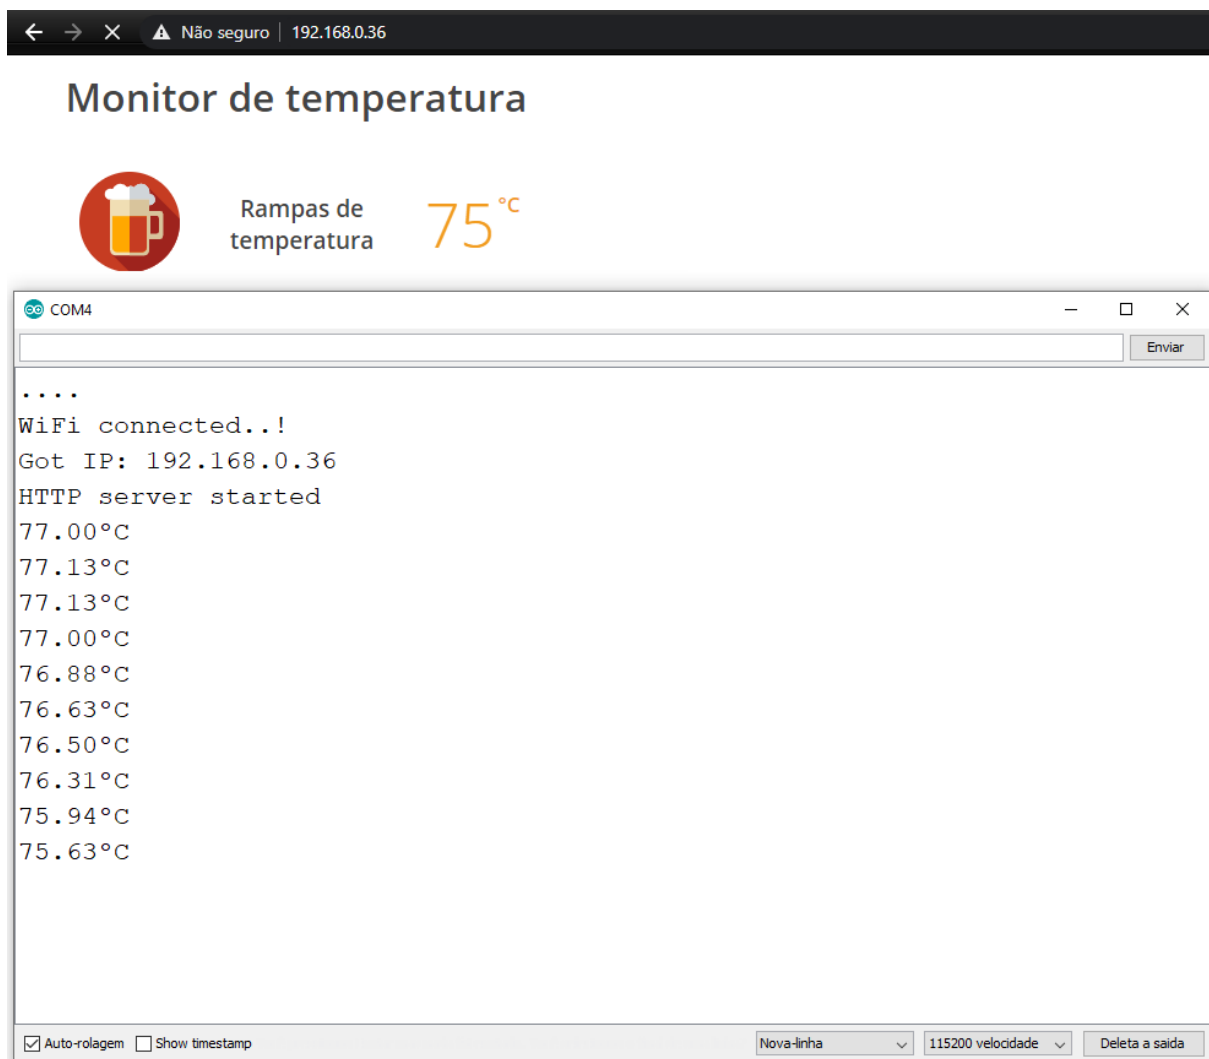 Não seguro | 192.168.0.36
Monitor de temperatura
Rampas de
temperatura
75°C
COM4
Enviar
....
WiFi connected..!
Got IP: 192.168.0.36
HTTP server started
77.00°C
77.13°C
77.13°C
77.00°C
76.88°C
76.63°C
76.50°C
76.31°C
75.94°C
75.63°C
Auto-rolagem Show timestamp Nova-linha 115200 velocidade Deleta a saida